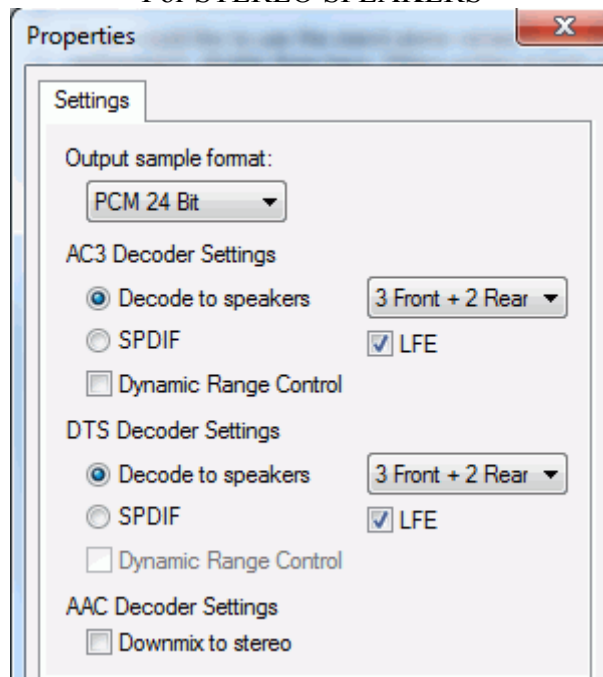 STEREO SPEAKERS
Properties
Settings
Output sample format:
PCM 24 Bit
AC3 Decoder Settings
Decode to speakers 3 Front + 2 Rear
SPDIF LFE
Dynamic Range Control
DTS Decoder Settings
Decode to speakers 3 Front + 2 Rear
SPDIF LFE
Dynamic Range Control
AAC Decoder Settings
Downmix to stereo